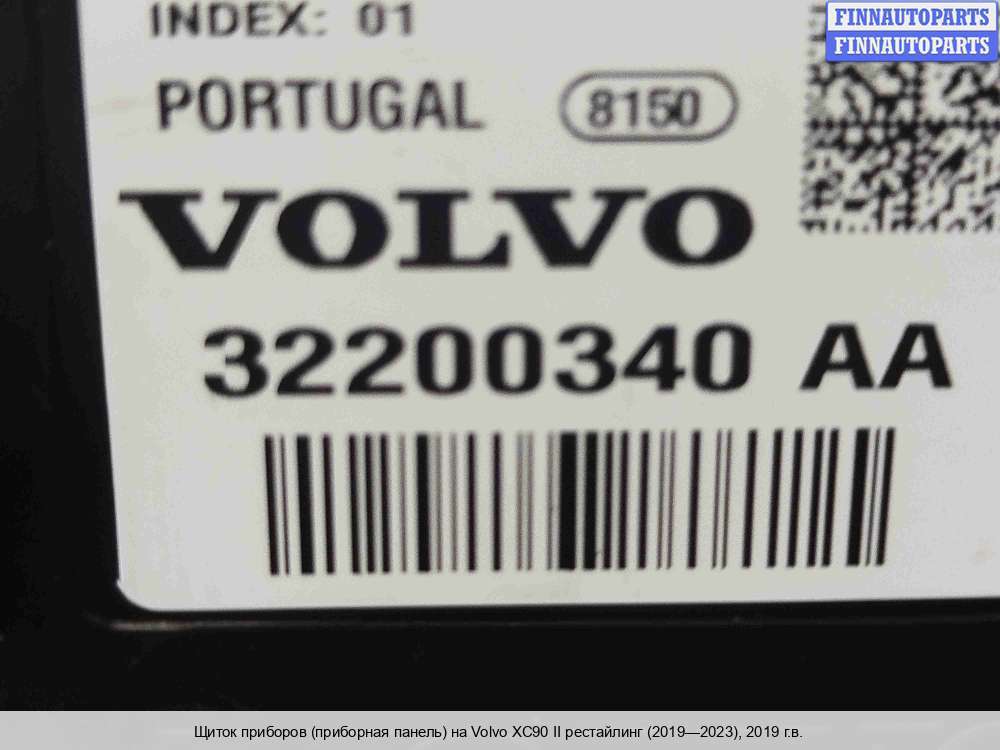 INDEX: 01
FINNAUTOPARTS
FINNAUTOPARTS
PORTUGAL 8150
VOLVO
32200340 AA
Щиток приборов (приборная панель) на Volvo XC90 II рестайлинг (2019—2023), 2019 г.в.